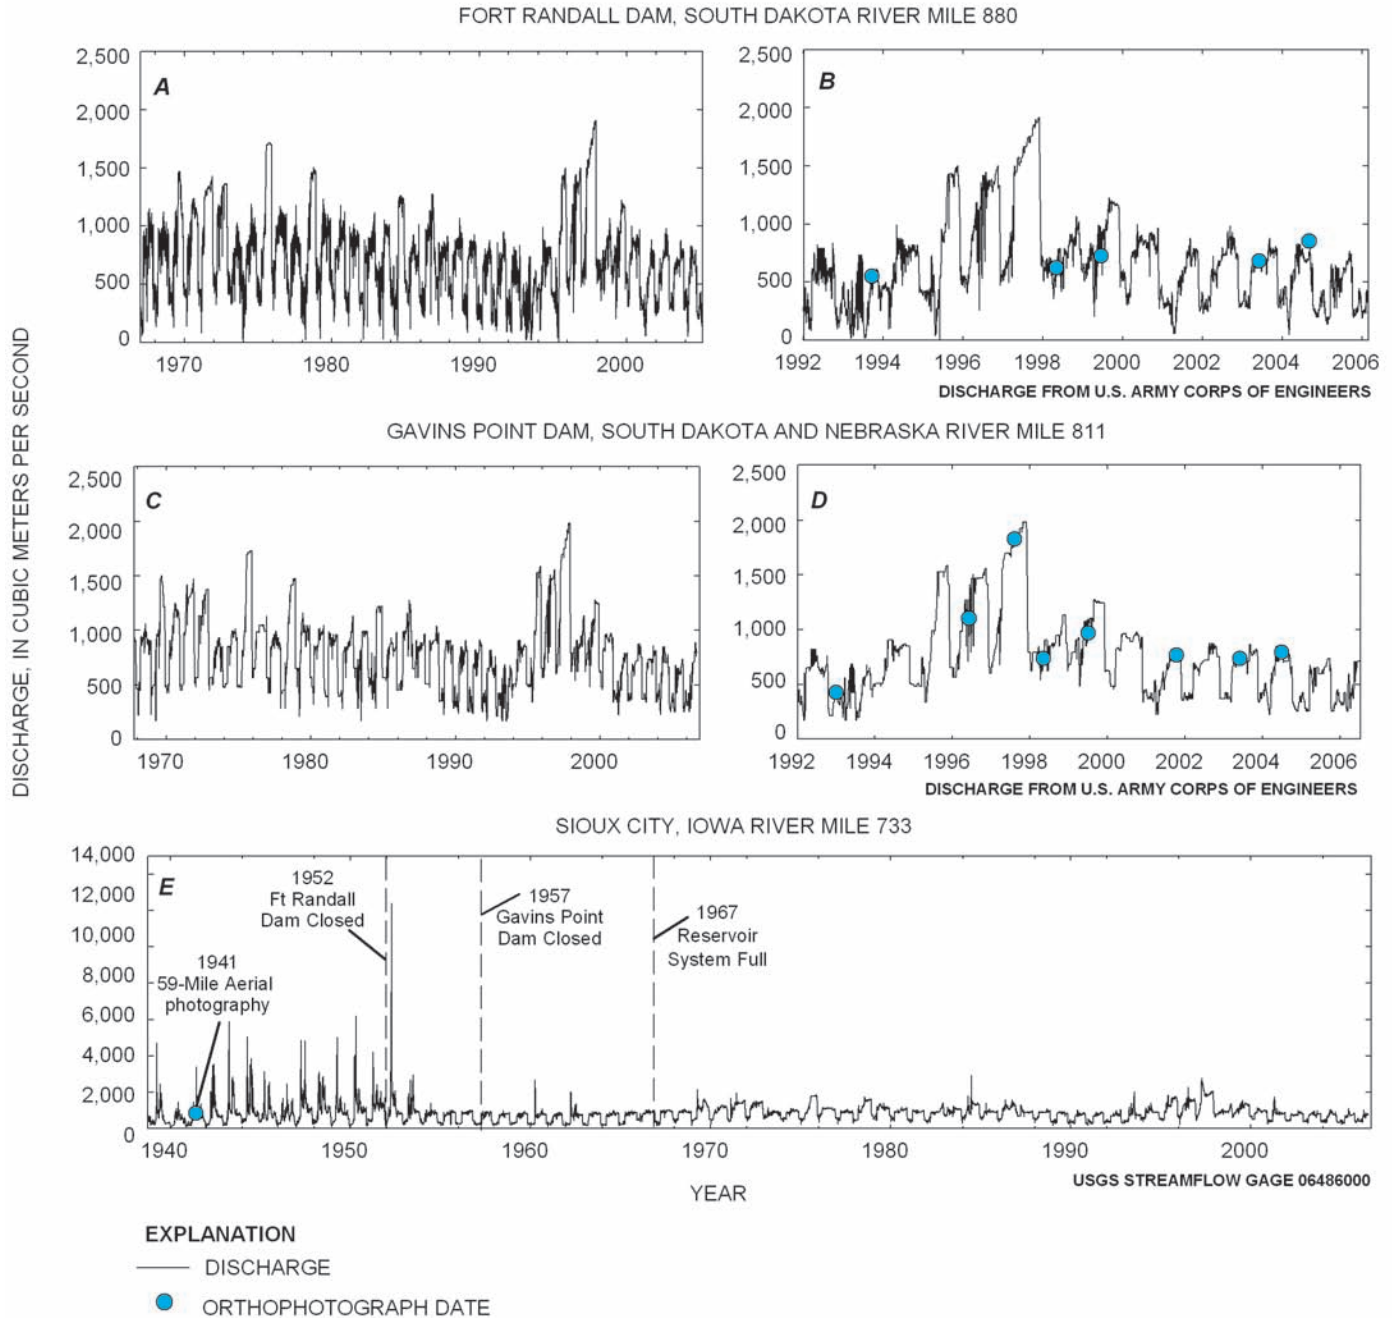 FORT RANDALL DAM, SOUTH DAKOTA RIVER MILE 880
A
2,500
2,000
1,500
1,000
500
0
1970 1980 1990 2000
B
2,500
2,000
1,500
1,000
500
0
1992 1994 1996 1998 2000 2002 2004 2006
DISCHARGE FROM U.S. ARMY CORPS OF ENGINEERS
GAVINS POINT DAM, SOUTH DAKOTA AND NEBRASKA RIVER MILE 811
C
2,500
2,000
1,500
1,000
500
0
1970 1980 1990 2000
D
2,500
2,000
1,500
1,000
500
0
1992 1994 1996 1998 2000 2002 2004 2006
DISCHARGE FROM U.S. ARMY CORPS OF ENGINEERS
DISCHARGE, IN CUBIC METERS PER SECOND
SIOUX CITY, IOWA RIVER MILE 733
E
14,000
12,000
10,000
8,000
6,000
4,000
2,000
0
1941
59-Mile Aerial
photography
1952
Ft Randall
Dam Closed
1957
Gavins Point
Dam Closed
1967
Reservoir
System Full
1940 1950 1960 1970 1980 1990 2000
USGS STREAMFLOW GAGE 06486000
YEAR
EXPLANATION
DISCHARGE
ORTHOPHOTOGRAPH DATE